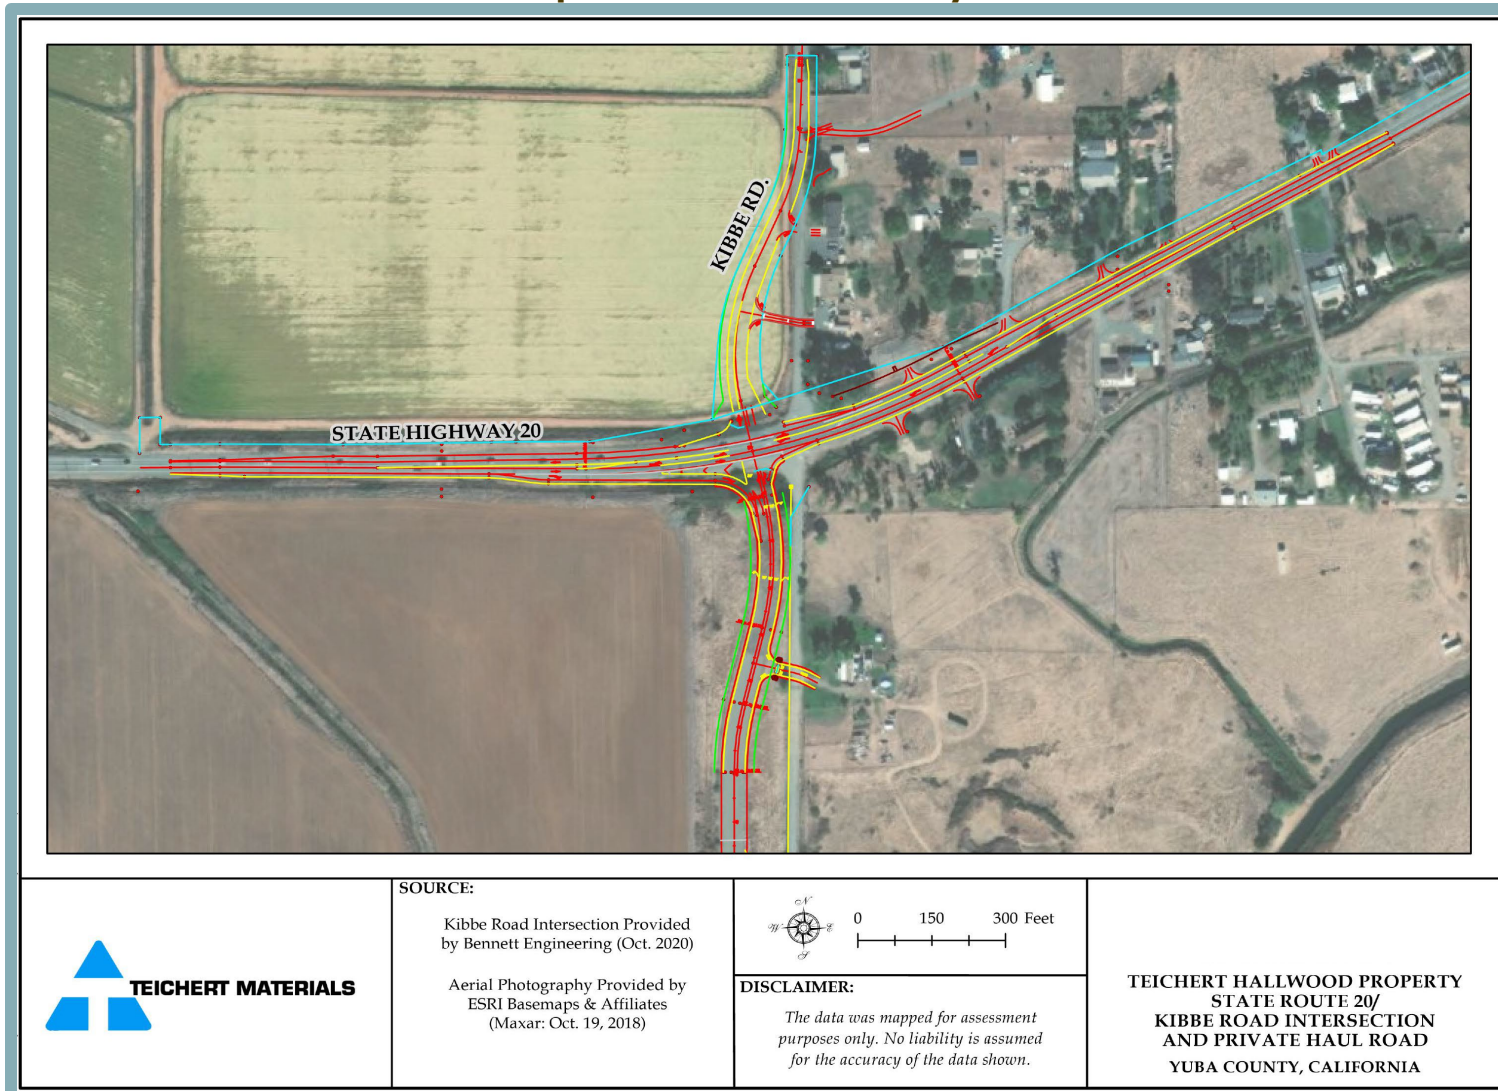 KIBBE RD.
STATE HIGHWAY 20
TEICHERT MATERIALS
SOURCE:
Kibbe Road Intersection Provided
by Bennett Engineering (Oct. 2020)
Aerial Photography Provided by
ESRI Basemaps & Affiliates
(Maxar: Oct. 19, 2018)
N
W E
S
0 150 300 Feet
DISCLAIMER:
The data was mapped for assessment
purposes only. No liability is assumed
for the accuracy of the data shown.
TEICHERT HALLWOOD PROPERTY
STATE ROUTE 20/
KIBBE ROAD INTERSECTION
AND PRIVATE HAUL ROAD
YUBA COUNTY, CALIFORNIA